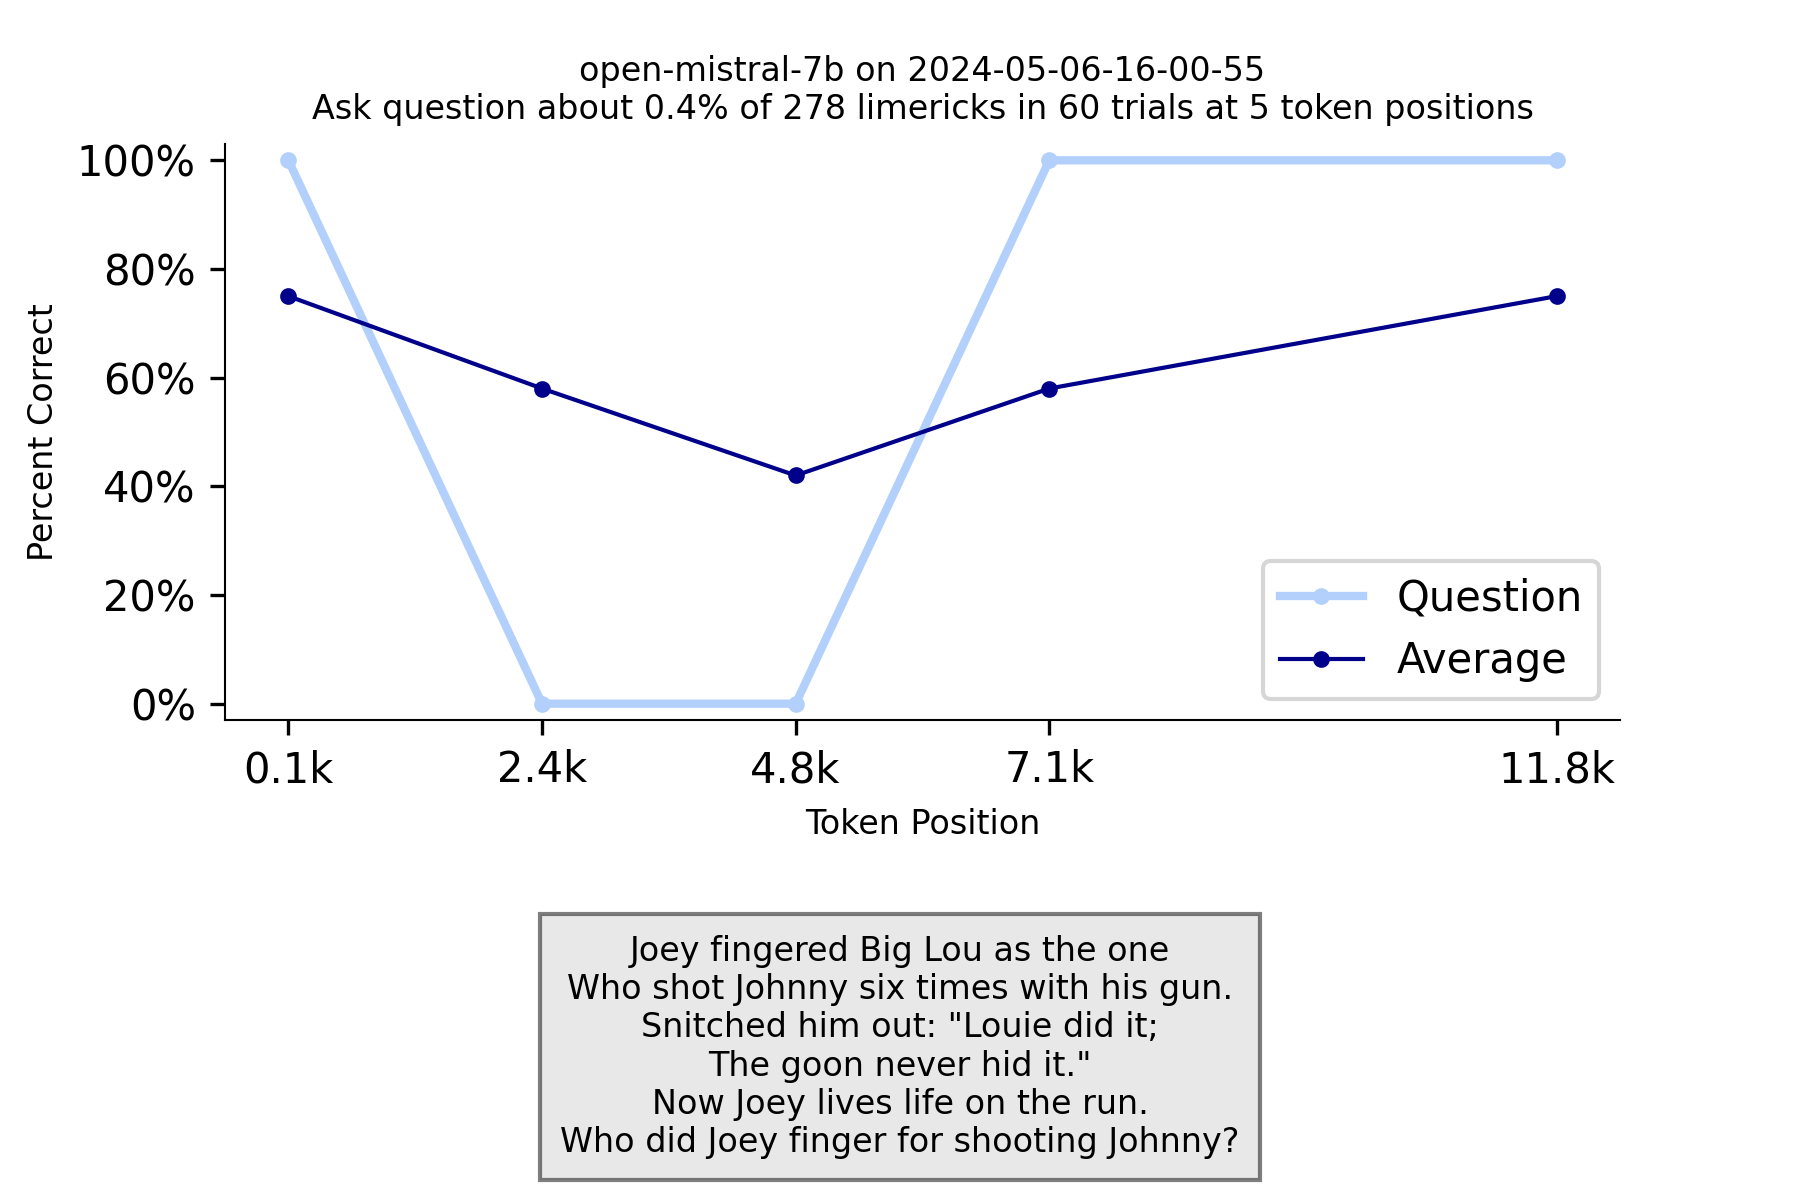 open-mistral-7b on 2024-05-06-16-00-55
Ask question about 0.4% of 278 limericks in 60 trials at 5 token positions
100%
80%
60%
40%
20%
0%
Percent Correct
Question
Average
0.1k 2.4k 4.8k 7.1k 11.8k
Token Position
Joey fingered Big Lou as the one
Who shot Johnny six times with his gun.
Snitched him out: "Louie did it;
The goon never hid it."
Now Joey lives life on the run.
Who did Joey finger for shooting Johnny?